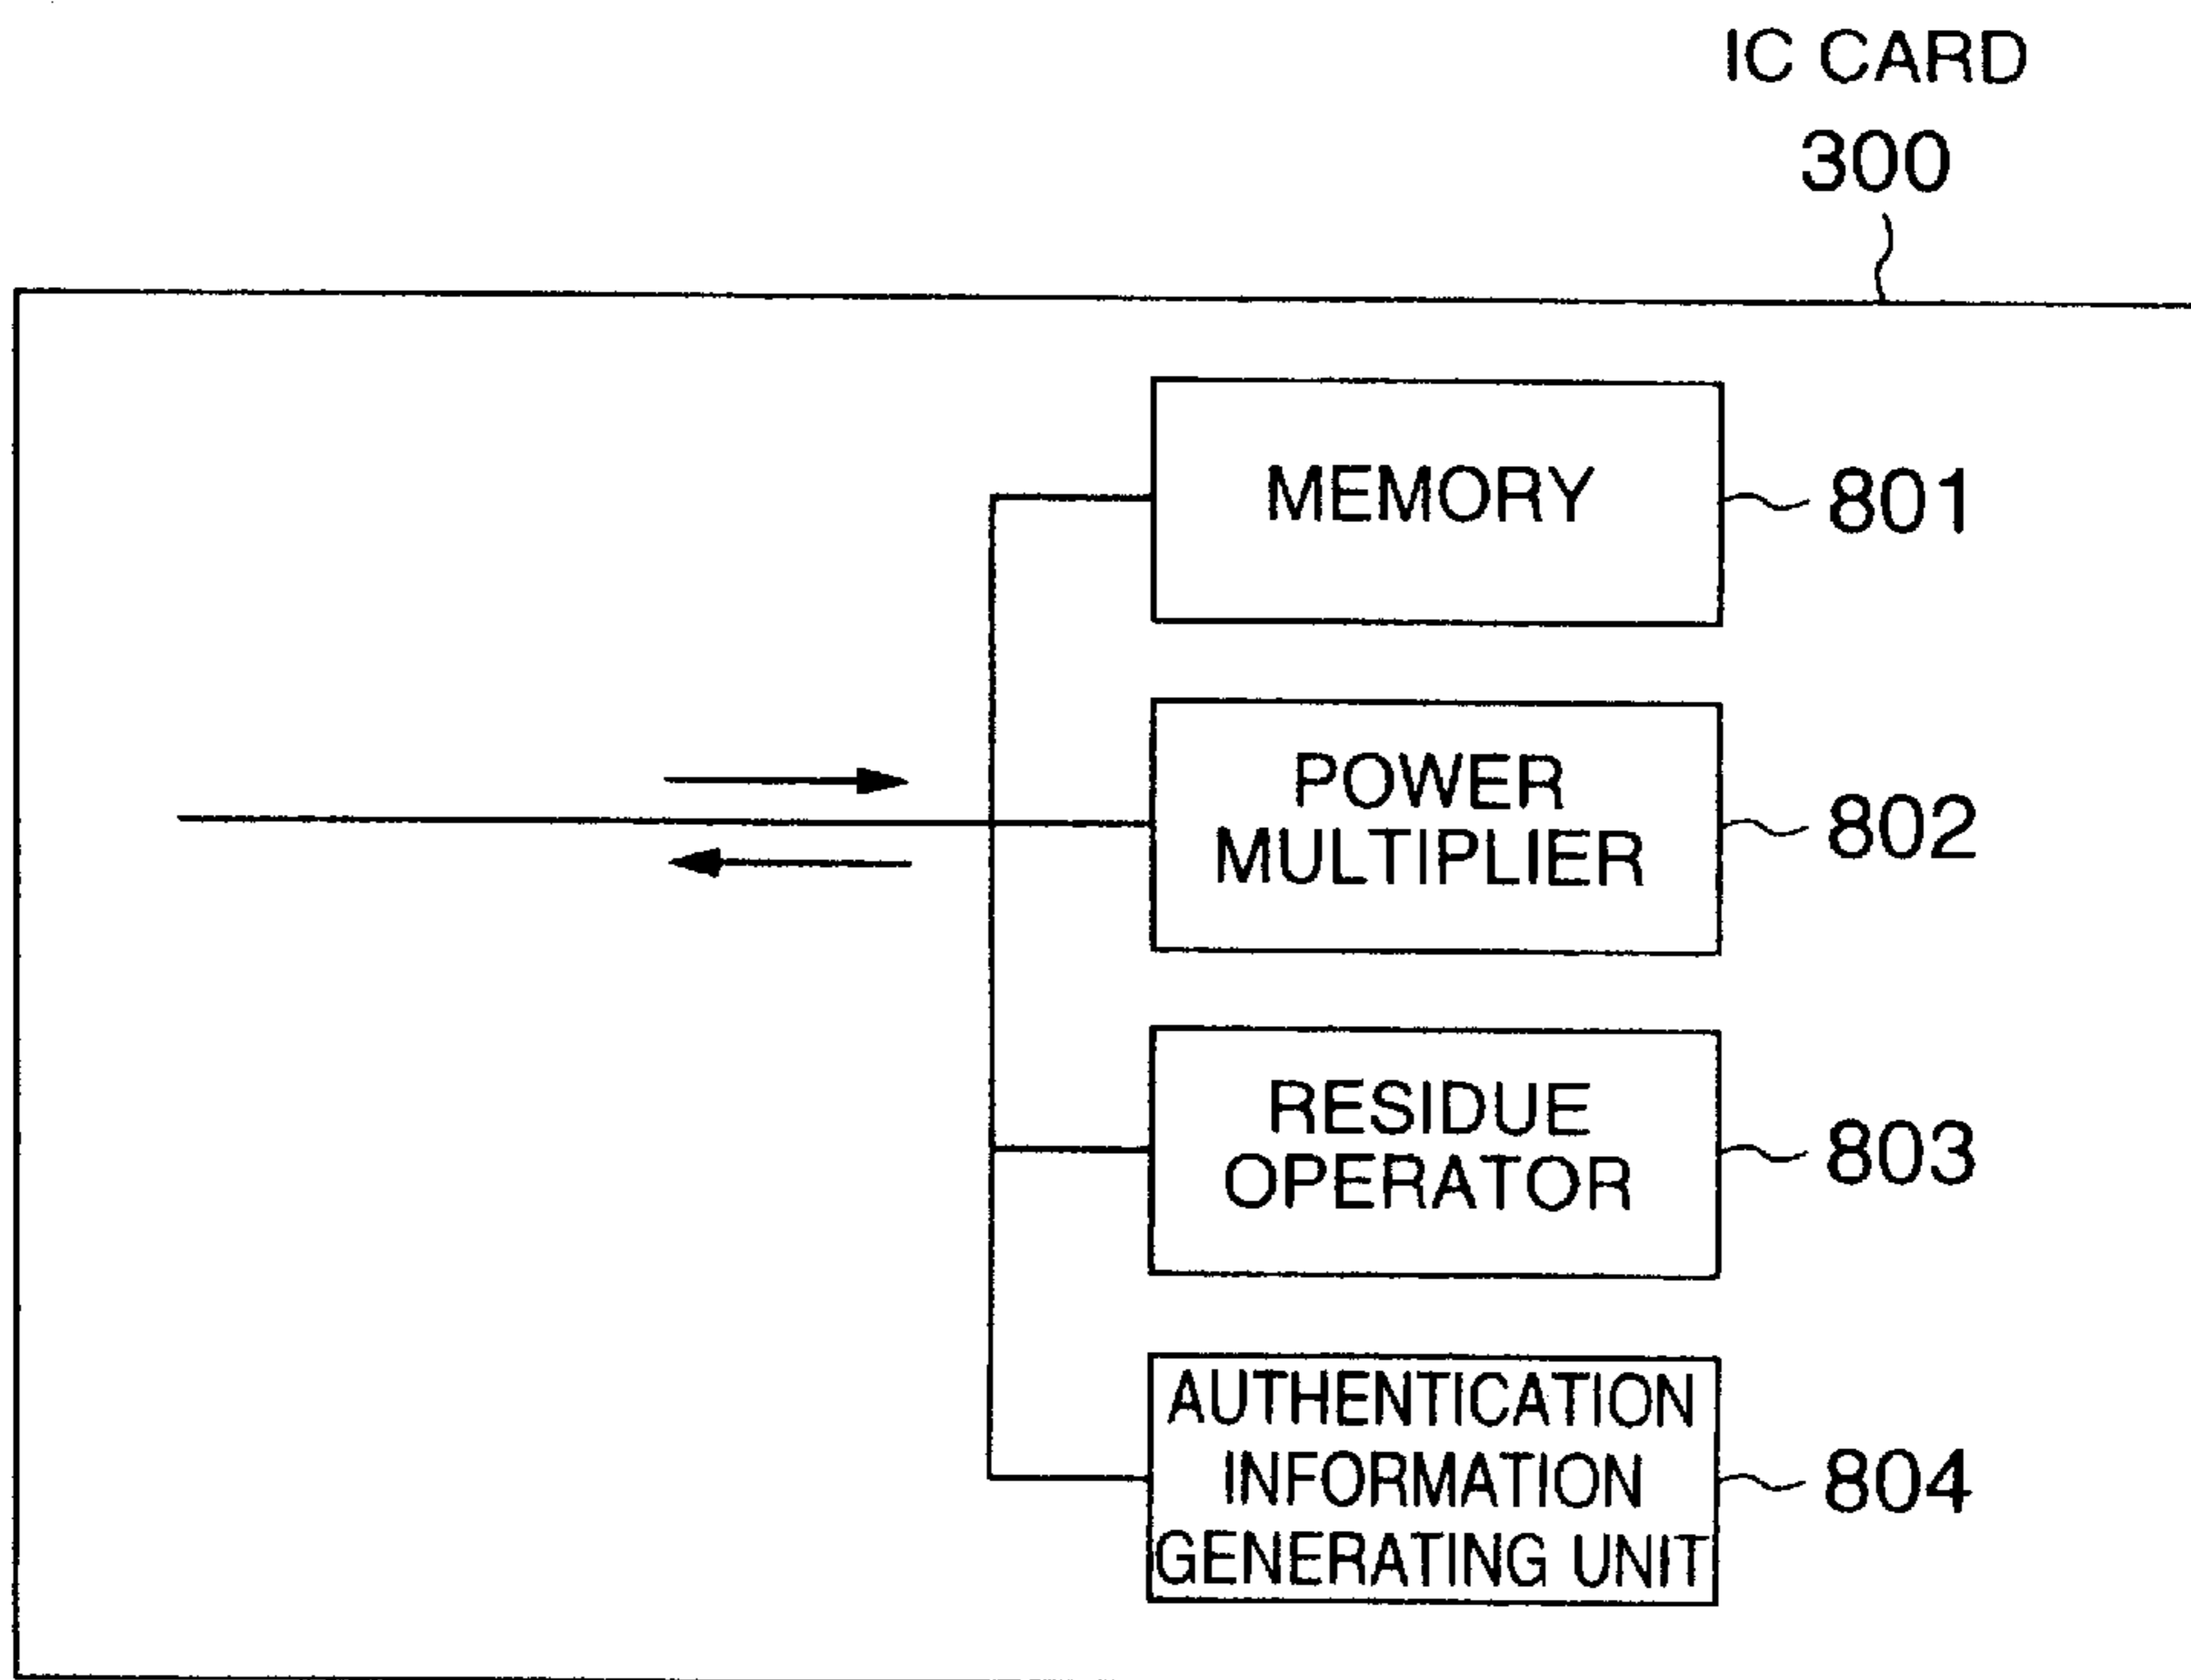 IC CARD
300
MEMORY
801
POWER
MULTIPLIER
802
RESIDUE
OPERATOR
803
AUTHENTICATION
INFORMATION
GENERATING UNIT
804